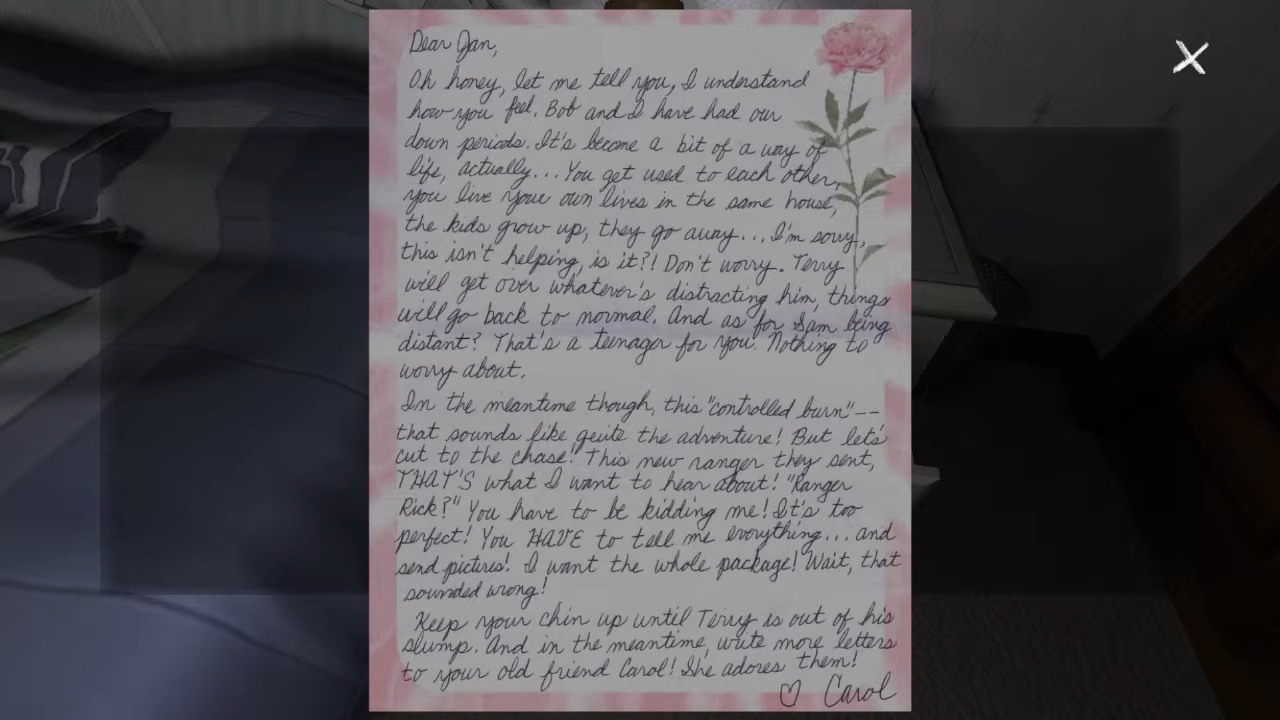 Dear Jan,
Oh honey, let me tell you, I understand
how you feel. Bob and I have had our
down periods. It's become a bit of a way of
life, actually... You get used to each other,
you live your own lives in the same house,
the kids grow up, they go away... I'm sorry,
this isn't helping, is it?! Don't worry. Terry
will get over whatever's distracting him, things
will go back to normal. And as for Sam being
distant? That's a teenager for you. Nothing to
worry about.
In the meantime though, this "controlled burn"--
that sounds like quite the adventure! But let's
cut to the chase! This new ranger they sent,
THAT'S what I want to hear about! "Ranger
Rick?" You have to be kidding me! It's too
perfect! You HAVE to tell me everything... and
send pictures! I want the whole package! Wait, that
sounded wrong!
Keep your chin up until Terry is out of his
slump. And in the meantime, write more letters
to your old friend Carol! She adores them!
♡ Carol